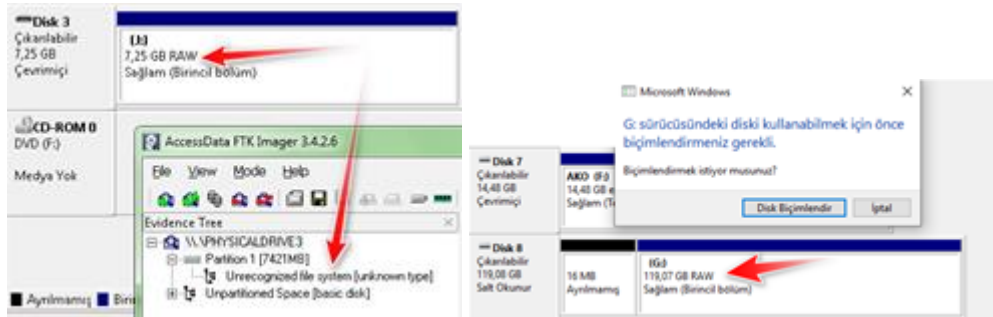 Disk 3
Çıkarılabilir
7,25 GB
Çevrimiçi
(J:)
7,25 GB RAW
Sağlam (Birincil bölüm)
CD-ROM 0
DVD (F:)
Medya Yok
AccessData FTK Imager 3.4.2.6
File View Mode Help
Evidence Tree
\\.\PHYSICALDRIVE3
Partition 1 [7421MB]
Unrecognized file system [unknown type]
Unpartitioned Space [basic disk]
Ayrılmamış Biri
Microsoft Windows
G: sürücüsündeki diski kullanabilmek için önce
biçimlendirmeniz gerekli.
Biçimlendirmek istiyor musunuz?
Disk Biçimlendir İptal
Disk 7
Çıkarılabilir
14,48 GB
Çevrimiçi
AKO (F:)
14,48 GB
Sağlam (T
Disk 8
Çıkarılabilir
119,08 GB
Salt Okunur
16 MB
Ayrılmamış
(G:)
119,07 GB RAW
Sağlam (Birincil bölüm)